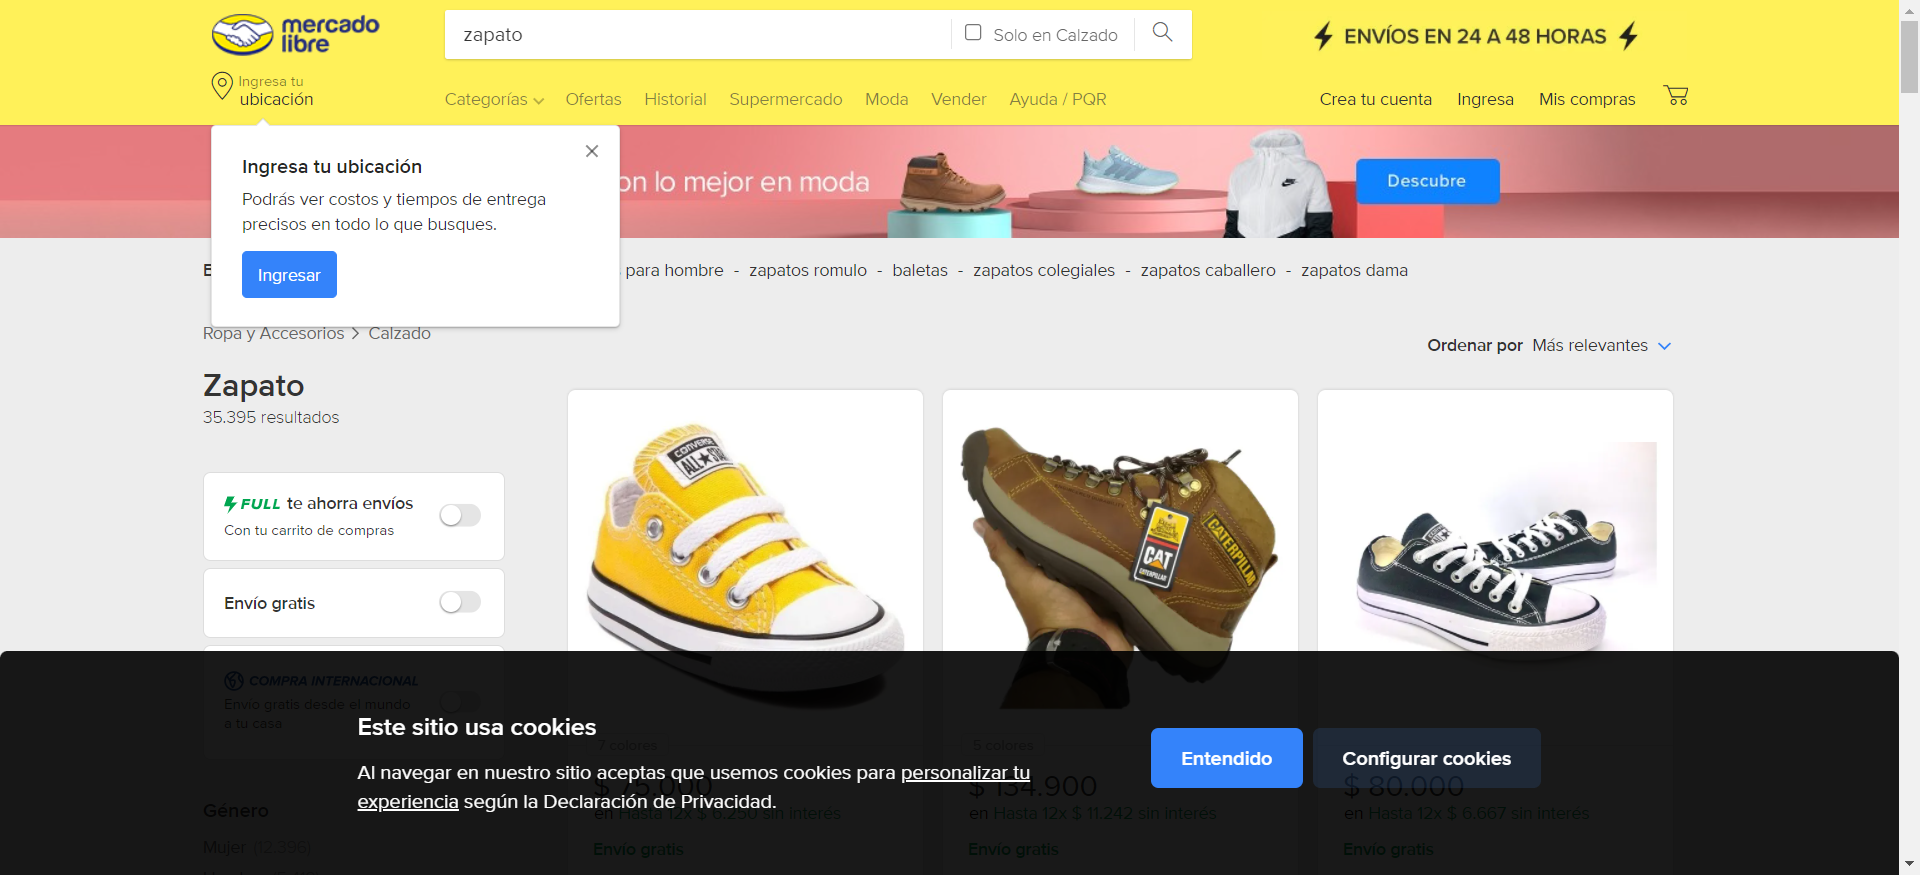 mercado
libre
zapato
Solo en Calzado
ENVÍOS EN 24 A 48 HORAS
Ingresa tu
ubicación
Categorías
Ofertas
Historial
Supermercado
Moda
Vender
Ayuda / PQR
Crea tu cuenta
Ingresa
Mis compras
Ingresa tu ubicación
Podrás ver costos y tiempos de entrega
precisos en todo lo que busques.
Ingresar
on lo mejor en moda
Descubre
para hombre - zapatos romulo - baletas - zapatos colegiales - zapatos caballero - zapatos dama
Ropa y Accesorios > Calzado
Ordenar por Más relevantes
Zapato
35.395 resultados
FULL te ahorra envíos
Con tu carrito de compras
Envío gratis
COMPRA INTERNACIONAL
Envío gratis desde el mundo
a tu casa
CONVERSE
ALL STAR
CATERPILLAR
CAT
CATERPILLAR
Este sitio usa cookies
Al navegar en nuestro sitio aceptas que usemos cookies para personalizar tu
experiencia según la Declaración de Privacidad.
Entendido
Configurar cookies
7 colores
$ 75.000
en Hasta 12x $ 6.250 sin interés
Envío gratis
5 colores
$ 134.900
en Hasta 12x $ 11.242 sin interés
Envío gratis
$ 80.000
en Hasta 12x $ 6.667 sin interés
Envío gratis
Género
Mujer (12.396)